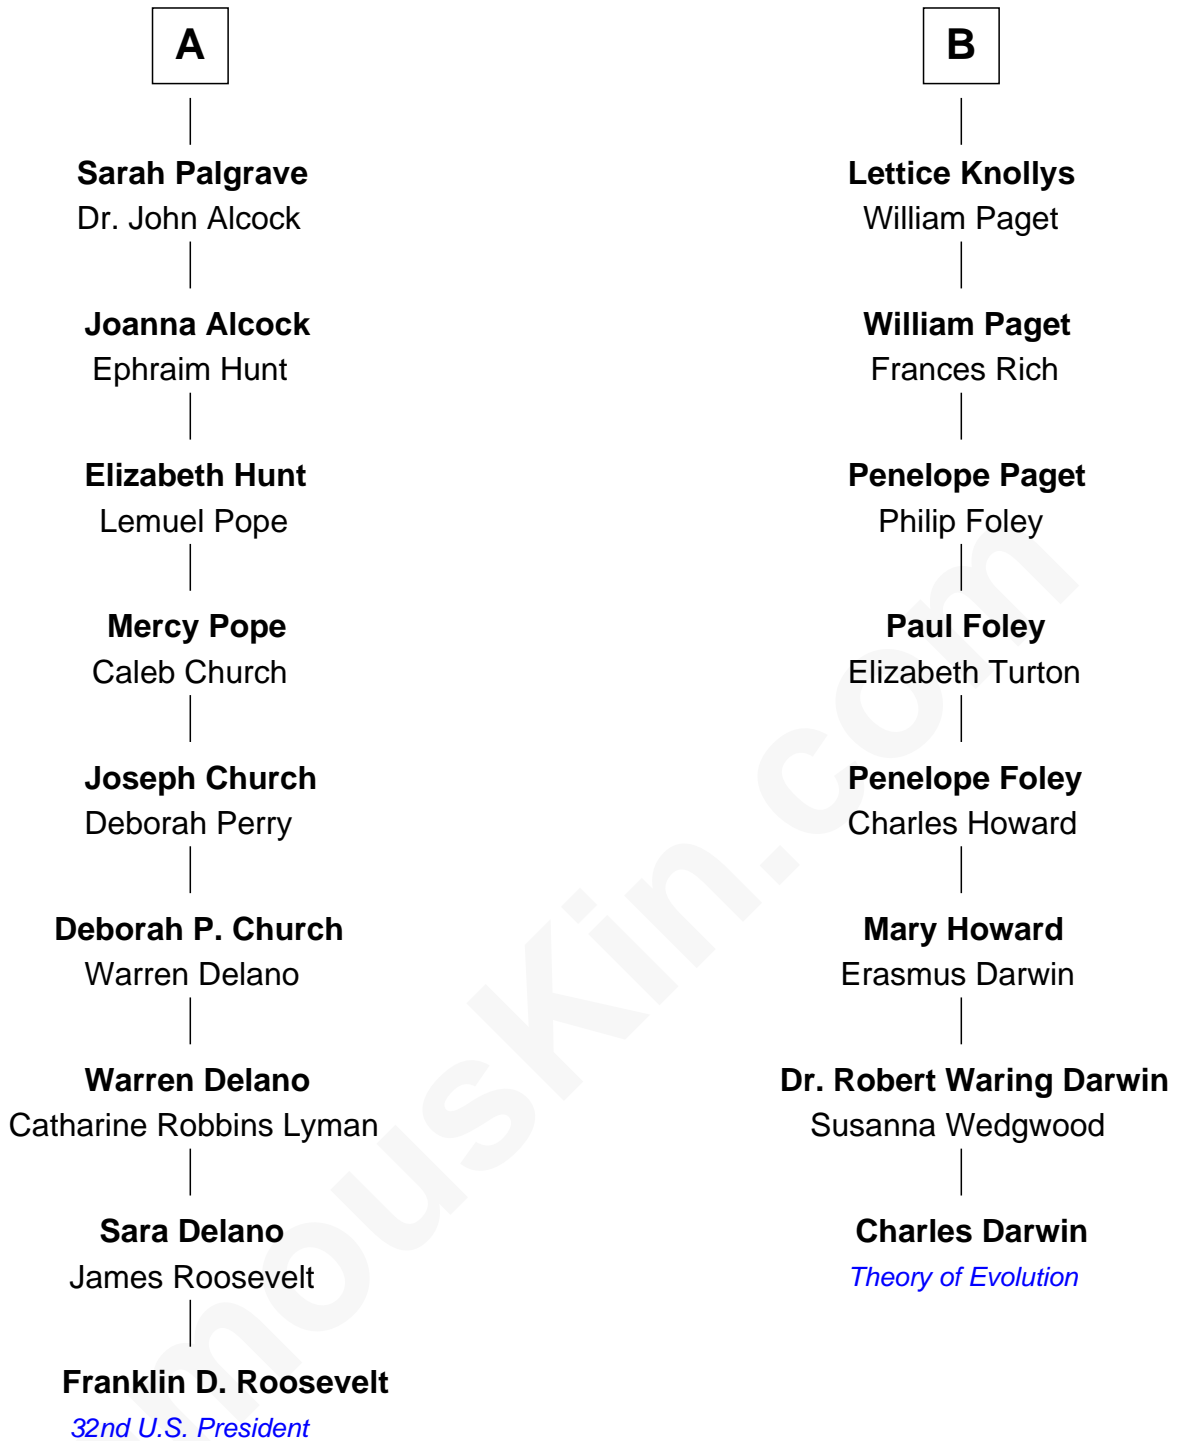 A
Sarah Palgrave
Dr. John Alcock
Joanna Alcock
Ephraim Hunt
Elizabeth Hunt
Lemuel Pope
Mercy Pope
Caleb Church
Joseph Church
Deborah Perry
Deborah P. Church
Warren Delano
Warren Delano
Catharine Robbins Lyman
Sara Delano
James Roosevelt
Franklin D. Roosevelt
32nd U.S. President
B
Lettice Knollys
William Paget
William Paget
Frances Rich
Penelope Paget
Philip Foley
Paul Foley
Elizabeth Turton
Penelope Foley
Charles Howard
Mary Howard
Erasmus Darwin
Dr. Robert Waring Darwin
Susanna Wedgwood
Charles Darwin
Theory of Evolution
mousKin.com